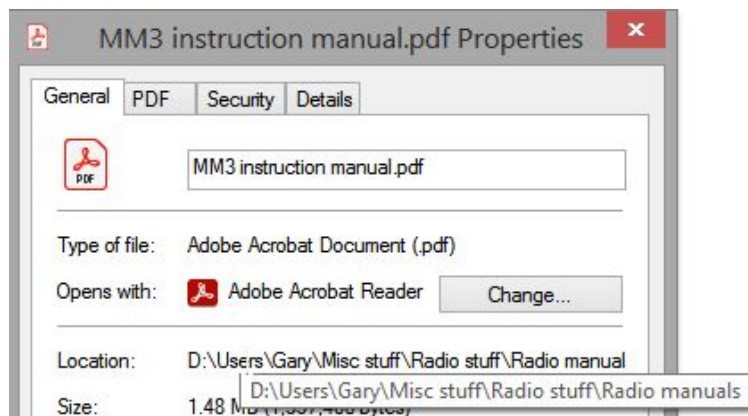 MM3 instruction manual.pdf Properties
General PDF Security Details
PDF MM3 instruction manual.pdf
Type of file: Adobe Acrobat Document (.pdf)
Opens with: Adobe Acrobat Reader Change...
Location: D:\Users\Gary\Misc stuff\Radio stuff\Radio manual
D:\Users\Gary\Misc stuff\Radio stuff\Radio manuals
Size: 1.48 MB